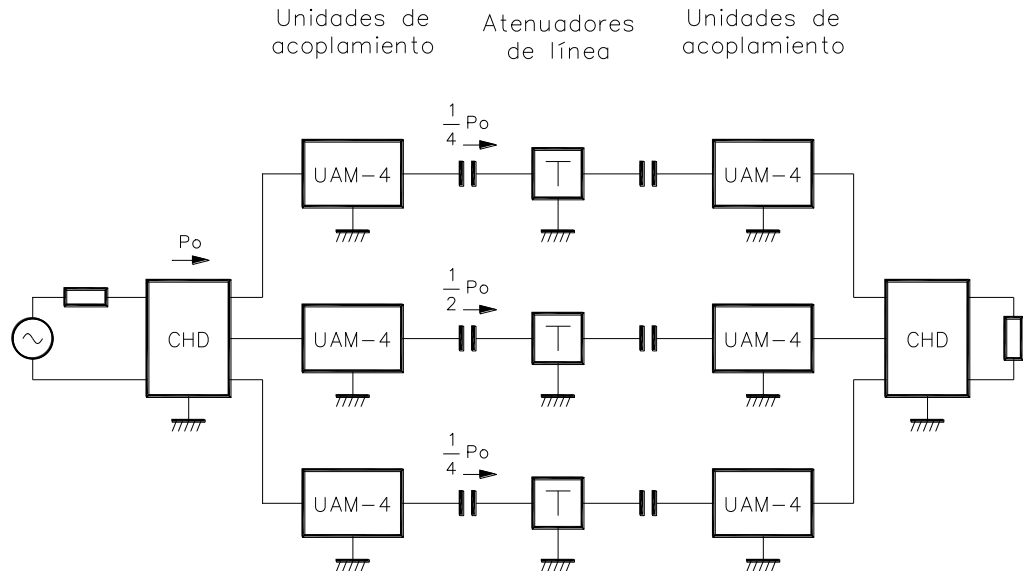 Unidades de
acoplamiento
Atenuadores
de línea
Unidades de
acoplamiento
1/4 Po
UAM-4
T
UAM-4
Po
1/2 Po
CHD
UAM-4
T
UAM-4
CHD
1/4 Po
UAM-4
T
UAM-4